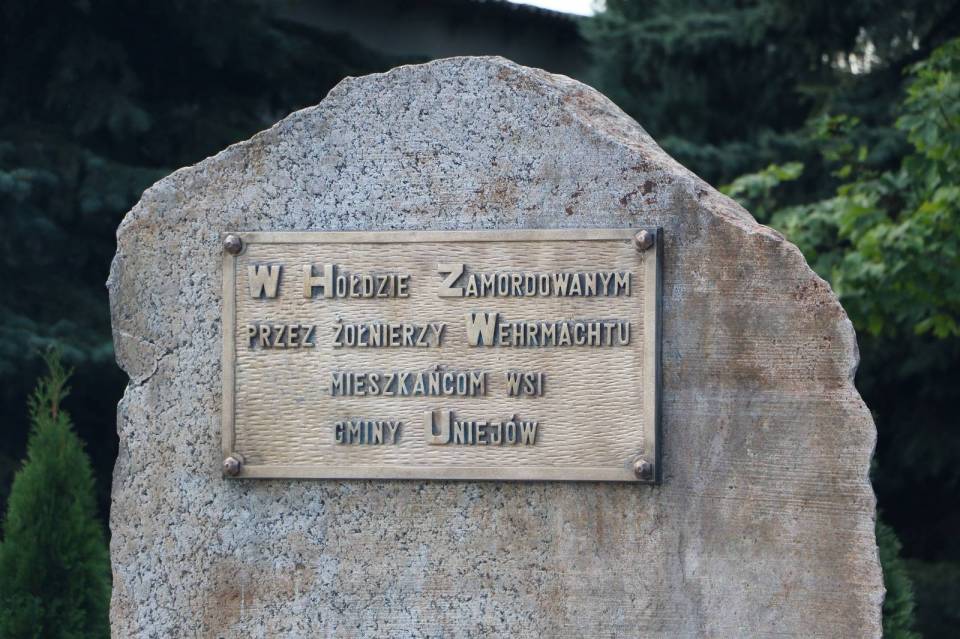 W Hołdzie Zamordowanym
przez żołnierzy Wehrmachtu
mieszkańcom wsi
gminy Uniejów